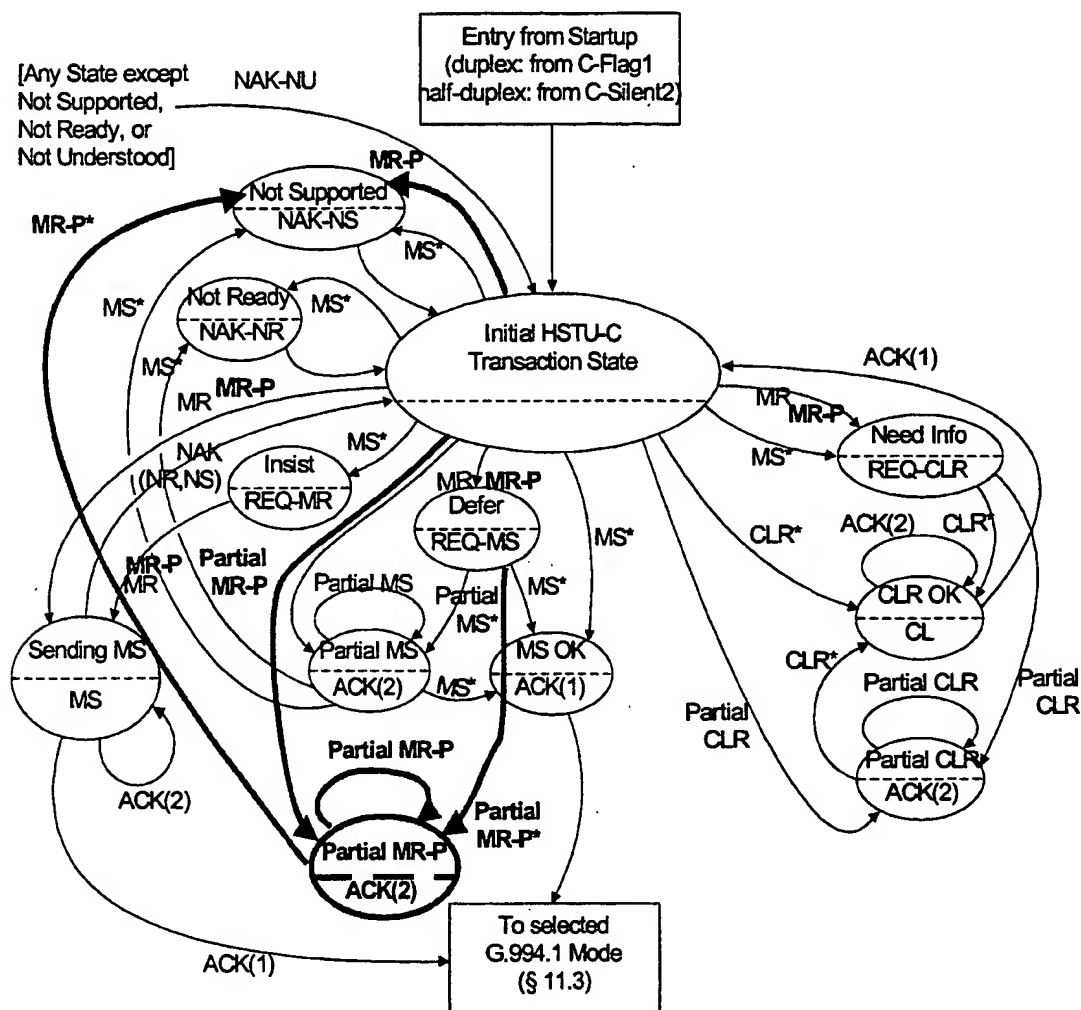 Entry from Startup
(duplex: from C-Flag1
half-duplex: from C-Silent2)
[Any State except
Not Supported,
Not Ready, or
Not Understood]
NAK-NU
MR-P
Not Supported
NAK-NS
MR-P*
MS*
MS*
Not Ready
NAK-NR
MS*
MS*
Initial HSTU-C
Transaction State
ACK(1)
MR
MR-P
MR
MR-P
Need Info
REQ-CLR
MS*
NAK
(NR,NS)
Insist
REQ-MR
MS*
MR
MR-P
Defer
REQ-MS
MS*
CLR*
ACK(2)
CLR*
MR-P
MR
Partial
MR-P
Partial MS
Partial
MS*
MS*
CLR OK
CL
Sending MS
MS
Partial MS
ACK(2)
MS*
MS OK
ACK(1)
CLR*
Partial CLR
Partial
CLR
Partial
CLR
Partial MR-P
Partial CLR
ACK(2)
ACK(2)
Partial
MR-P*
Partial MR-P
ACK(2)
To selected
G.994.1 Mode
(§ 11.3)
ACK(1)